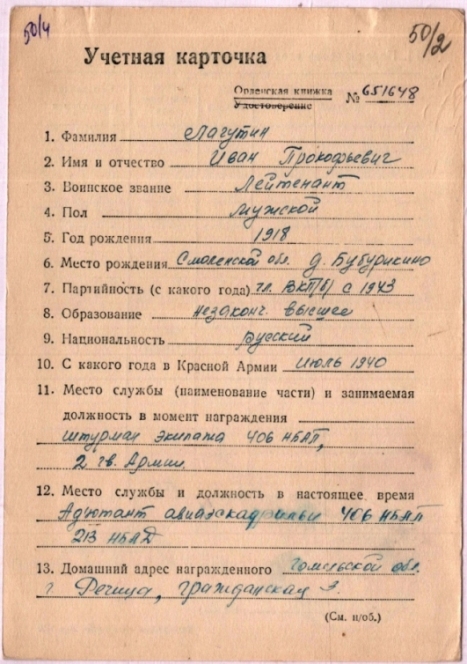 50/4
50/2
Учетная карточка
Орденская книжка
Удостоверение
№ 651648
1. Фамилия Лагутин
2. Имя и отчество Иван Прокофьевич
3. Воинское звание Лейтенант
4. Пол Мужской
5. Год рождения 1918
6. Место рождения Смоленской обл. д. Бубурикино
7. Партийность (с какого года) чл. ВКП/б/ с 1943
8. Образование незаконч. высшее
9. Национальность русский
10. С какого года в Красной Армии Июль 1940
11. Место службы (наименование части) и занимаемая
должность в момент награждения
штурман экипажа 406 НБАП,
2 гв. Армии
12. Место службы и должность в настоящее время
Адъютант авиаэскадрильи 406 НБАП
213 НБАД
13. Домашний адрес награжденного Гомельской обл.
г Речица, гражданская
(См. н/об.)